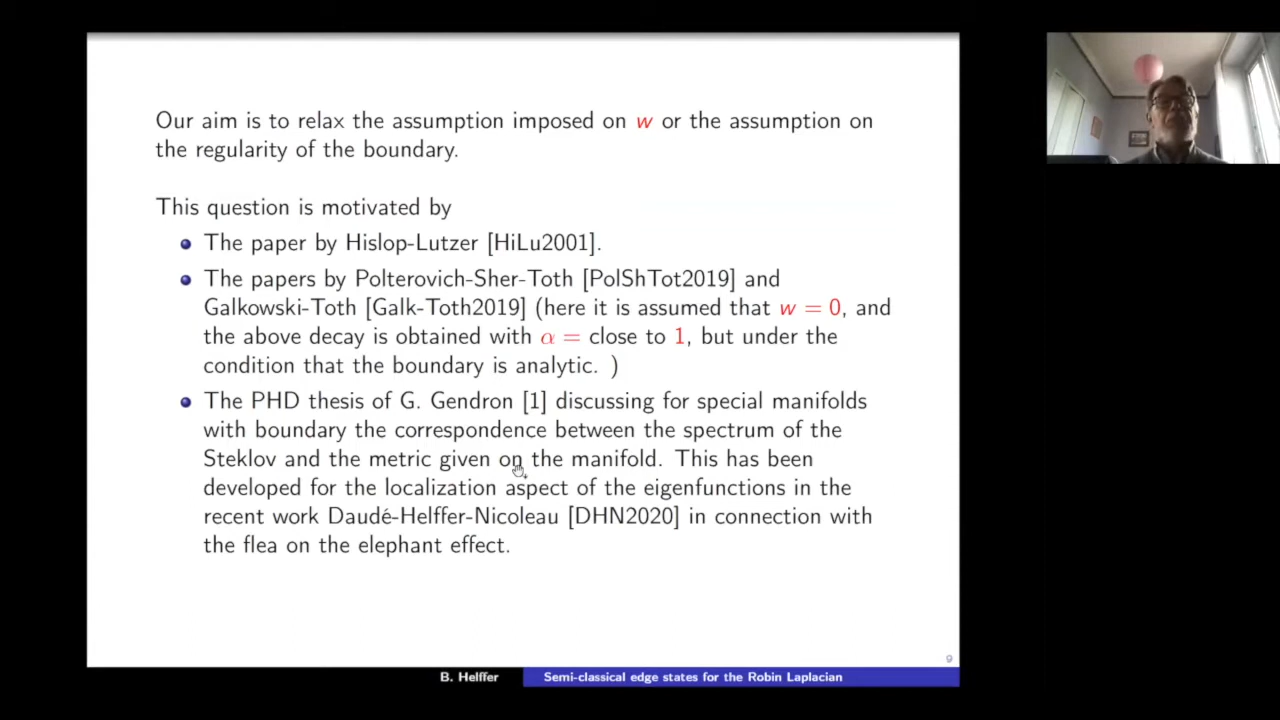 Our aim is to relax the assumption imposed on w or the assumption on
the regularity of the boundary.
This question is motivated by
The paper by Hislop-Lutzer [HiLu2001].
The papers by Polterovich-Sher-Toth [PolShTot2019] and
Galkowski-Toth [Galk-Toth2019] (here it is assumed that w = 0, and
the above decay is obtained with α = close to 1, but under the
condition that the boundary is analytic. )
The PHD thesis of G. Gendron [1] discussing for special manifolds
with boundary the correspondence between the spectrum of the
Steklov and the metric given on the manifold. This has been
developed for the localization aspect of the eigenfunctions in the
recent work Daudé-Helffer-Nicoleau [DHN2020] in connection with
the flea on the elephant effect.
9
B. Helffer Semi-classical edge states for the Robin Laplacian